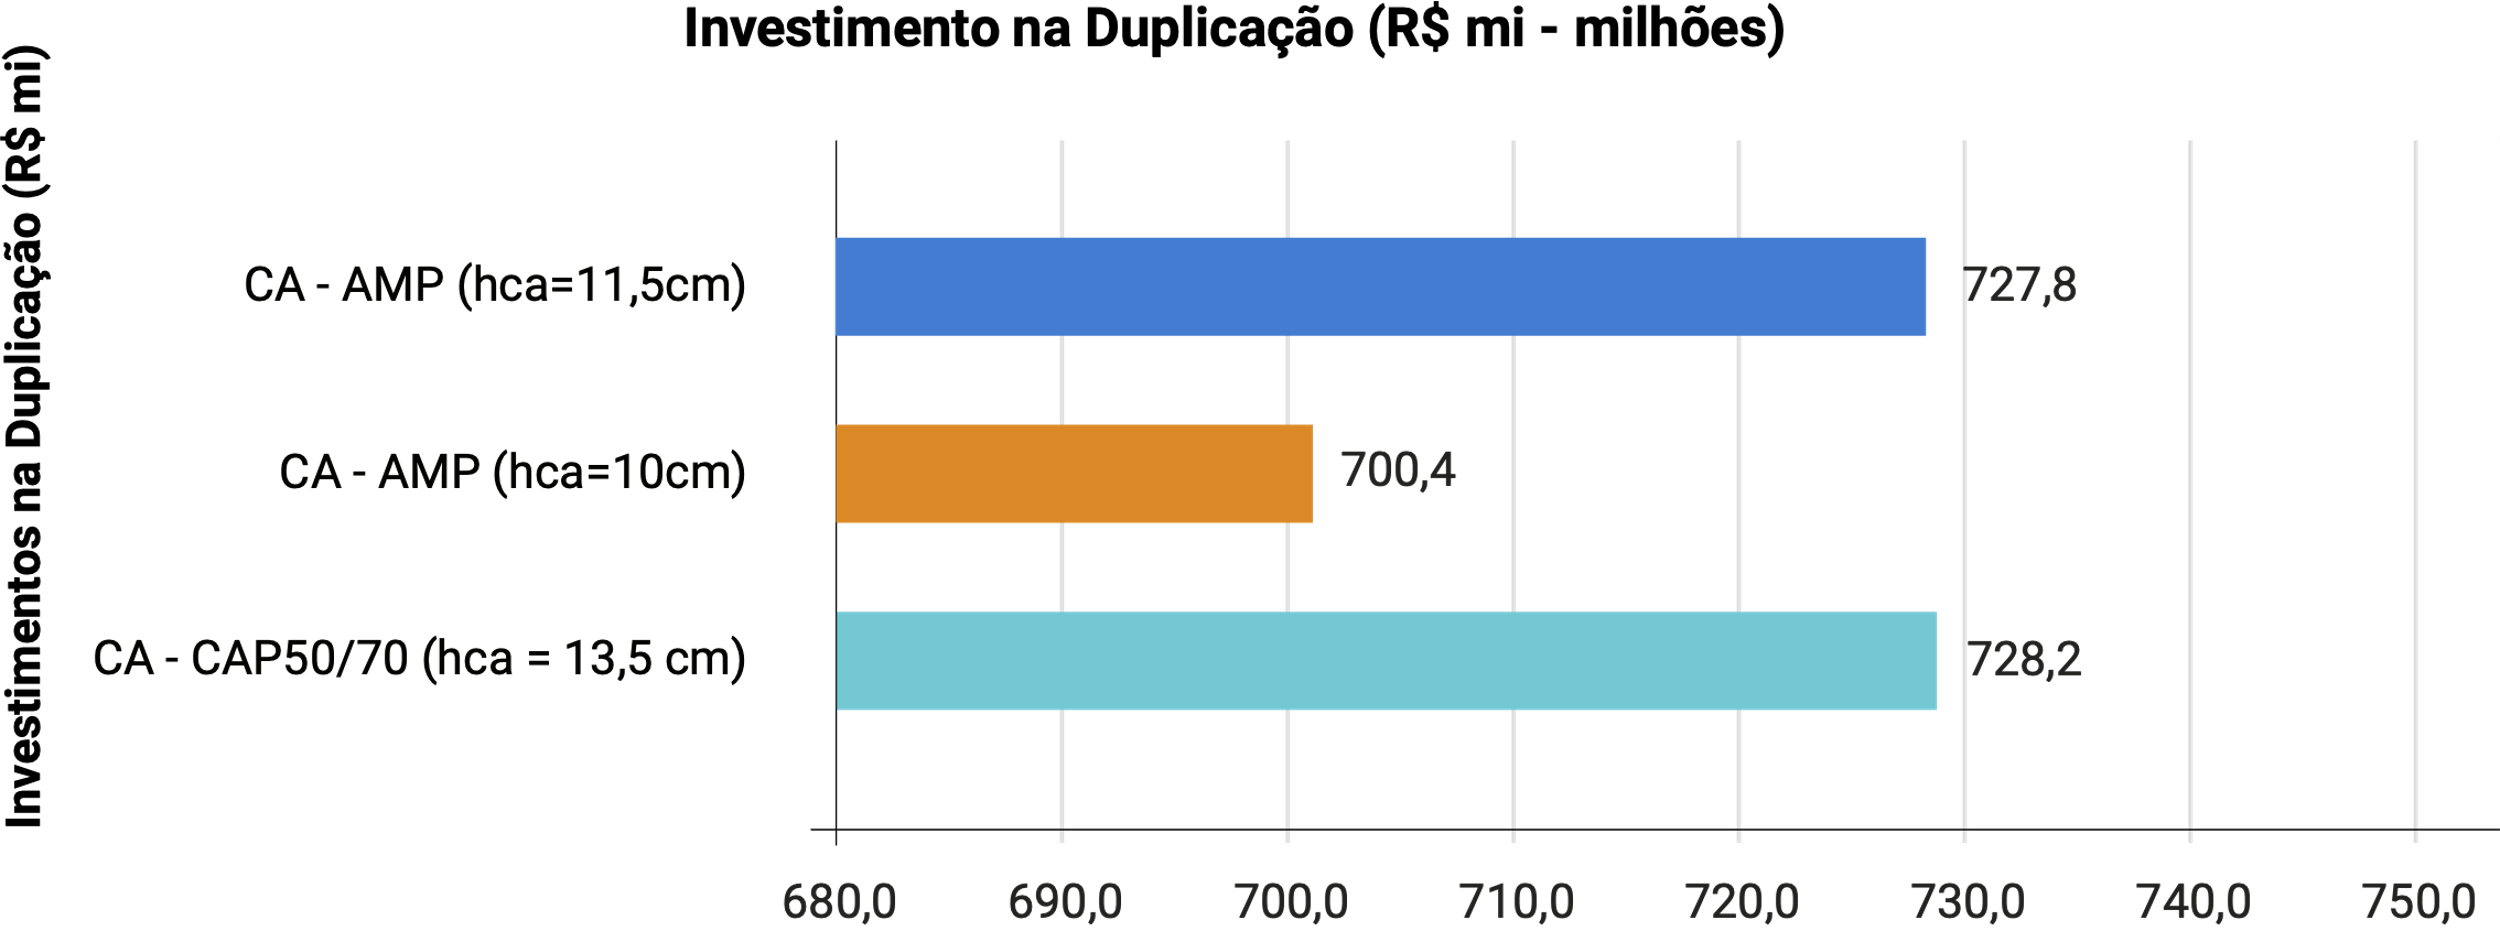 Investimento na Duplicação (R$ mi - milhões)
Investimentos na Duplicação (R$ mi)
CA - AMP (hca=11,5cm)
727,8
CA - AMP (hca=10cm)
700,4
CA - CAP50/70 (hca = 13,5 cm)
728,2
680,0 690,0 700,0 710,0 720,0 730,0 740,0 750,0